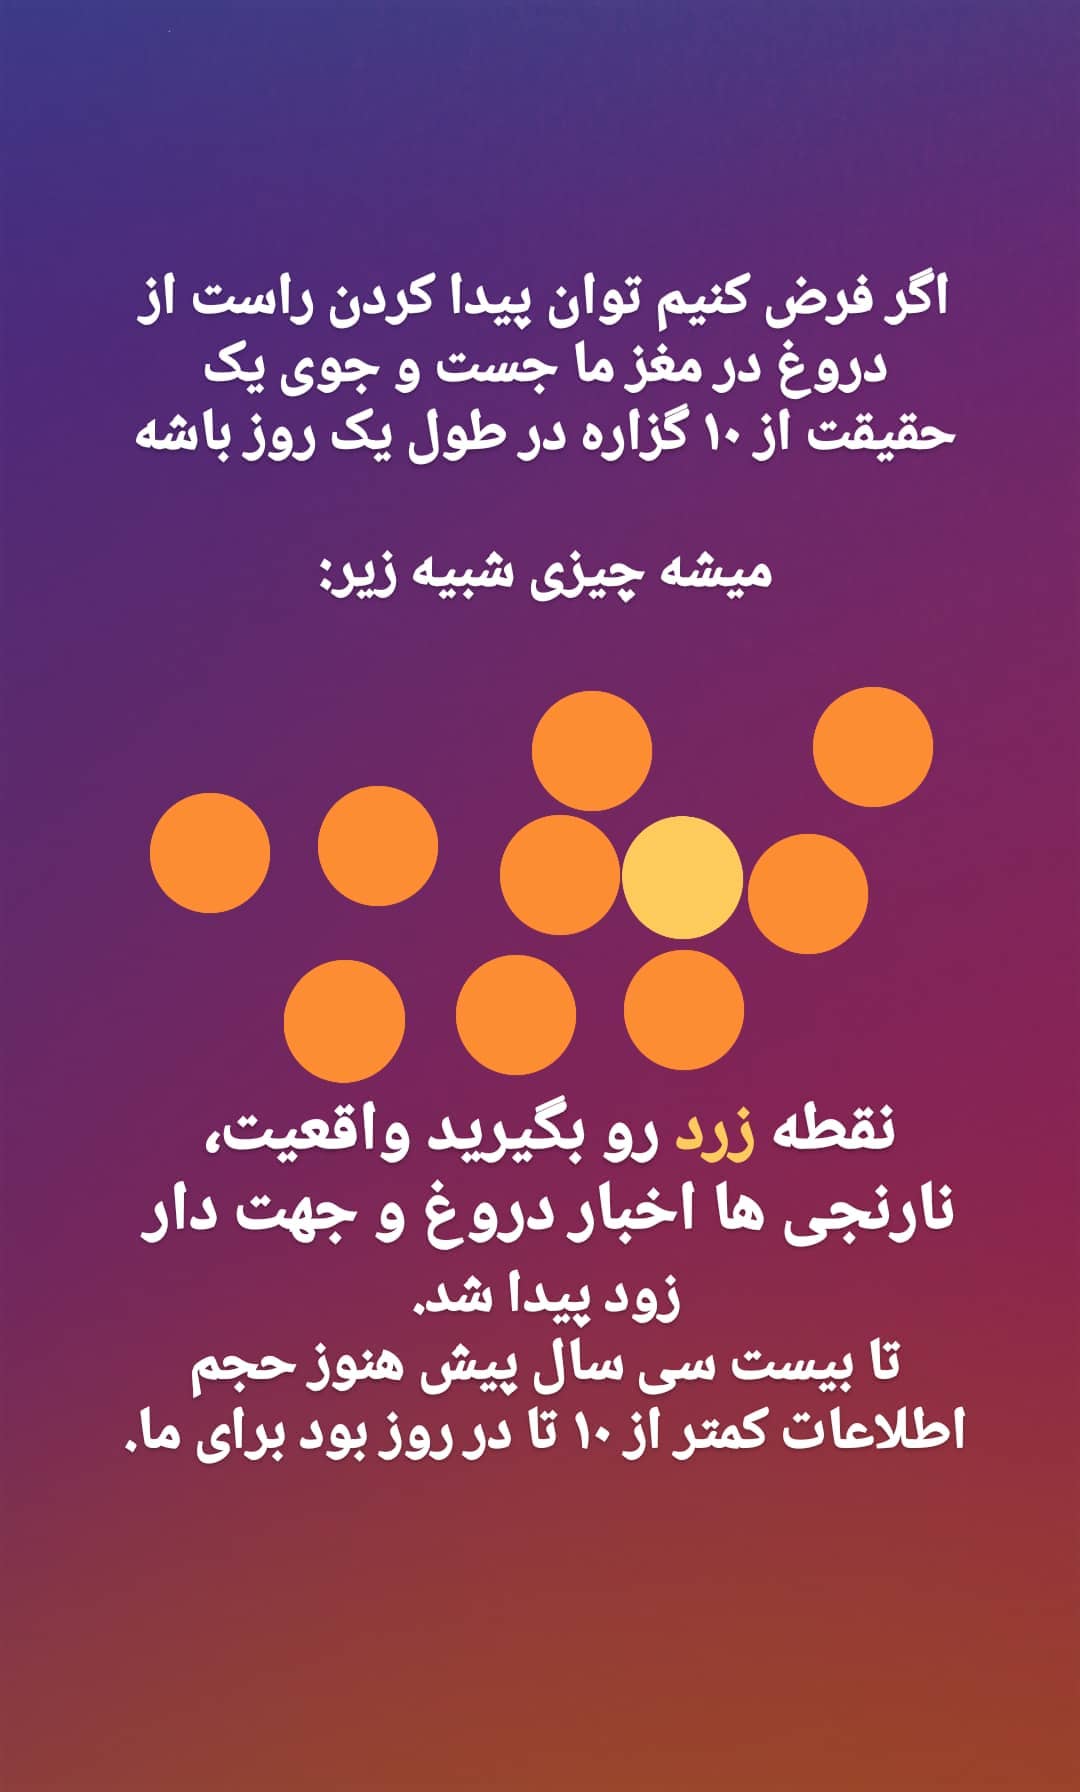 اگر فرض کنیم توان پیدا کردن راست از
دروغ در مغز ما جست و جوی یک
حقیقت از ۱۰ گزاره در طول یک روز باشه
میشه چیزی شبیه زیر:
نقطه زرد رو بگیرید واقعیت،
نارنجی ها اخبار دروغ و جهت دار
زود پیدا شد.
تا بیست سی سال پیش هنوز حجم
اطلاعات کمتر از ۱۰ تا در روز بود برای ما.